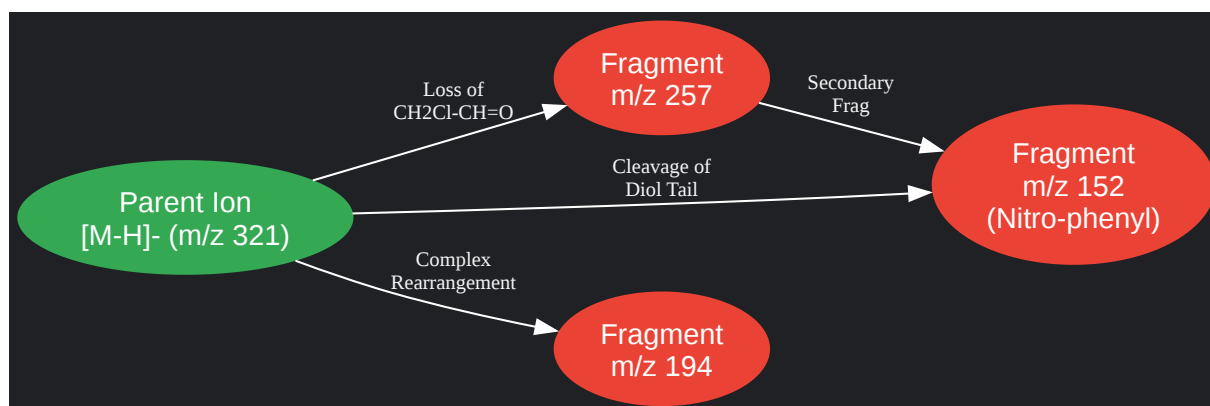 Parent Ion
[M-H]- (m/z 321)
Loss of
CH2Cl-CH=O
Fragment
m/z 257
Secondary
Frag
Cleavage of
Diol Tail
Fragment
m/z 152
(Nitro-phenyl)
Complex
Rearrangement
Fragment
m/z 194